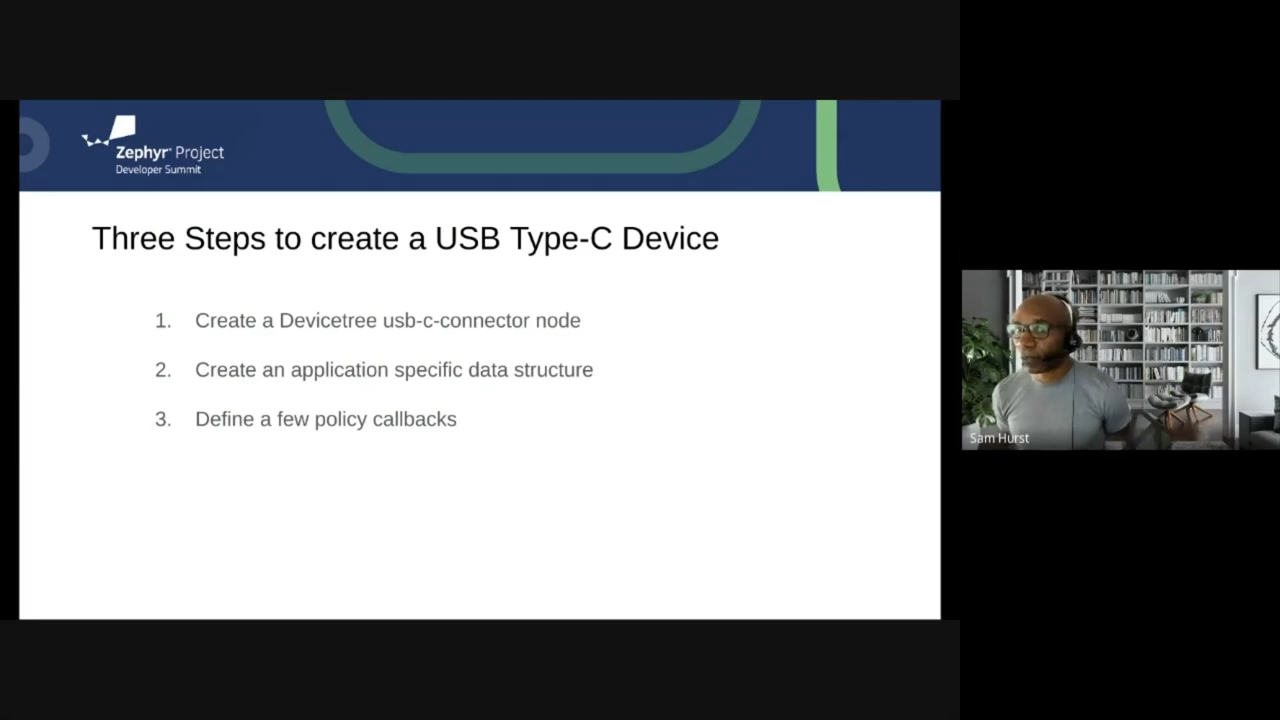 Zephyr® Project
Developer Summit
Three Steps to create a USB Type-C Device
1. Create a Devicetree usb-c-connector node
2. Create an application specific data structure
3. Define a few policy callbacks
Sam Hurst